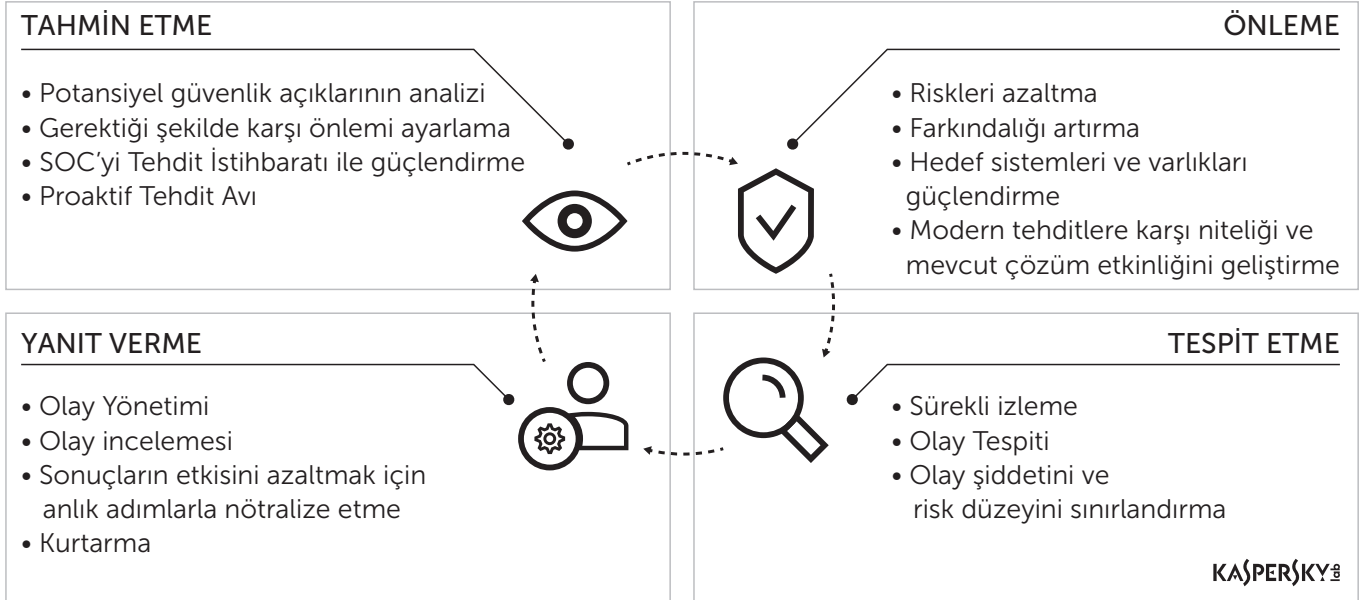 TAHMİN ETME
• Potansiyel güvenlik açıklarının analizi
• Gerektiği şekilde karşı önlemi ayarlama
• SOC'yi Tehdit İstihbaratı ile güçlendirme
• Proaktif Tehdit Avı
ÖNLEME
• Riskleri azaltma
• Farkındalığı artırma
• Hedef sistemleri ve varlıkları
güçlendirme
• Modern tehditlere karşı niteliği ve
mevcut çözüm etkinliğini geliştirme
YANIT VERME
• Olay Yönetimi
• Olay incelemesi
• Sonuçların etkisini azaltmak için
anlık adımlarla nötralize etme
• Kurtarma
TESPİT ETME
• Sürekli izleme
• Olay Tespiti
• Olay şiddetini ve
risk düzeyini sınırlandırma
KASPERSKY lab